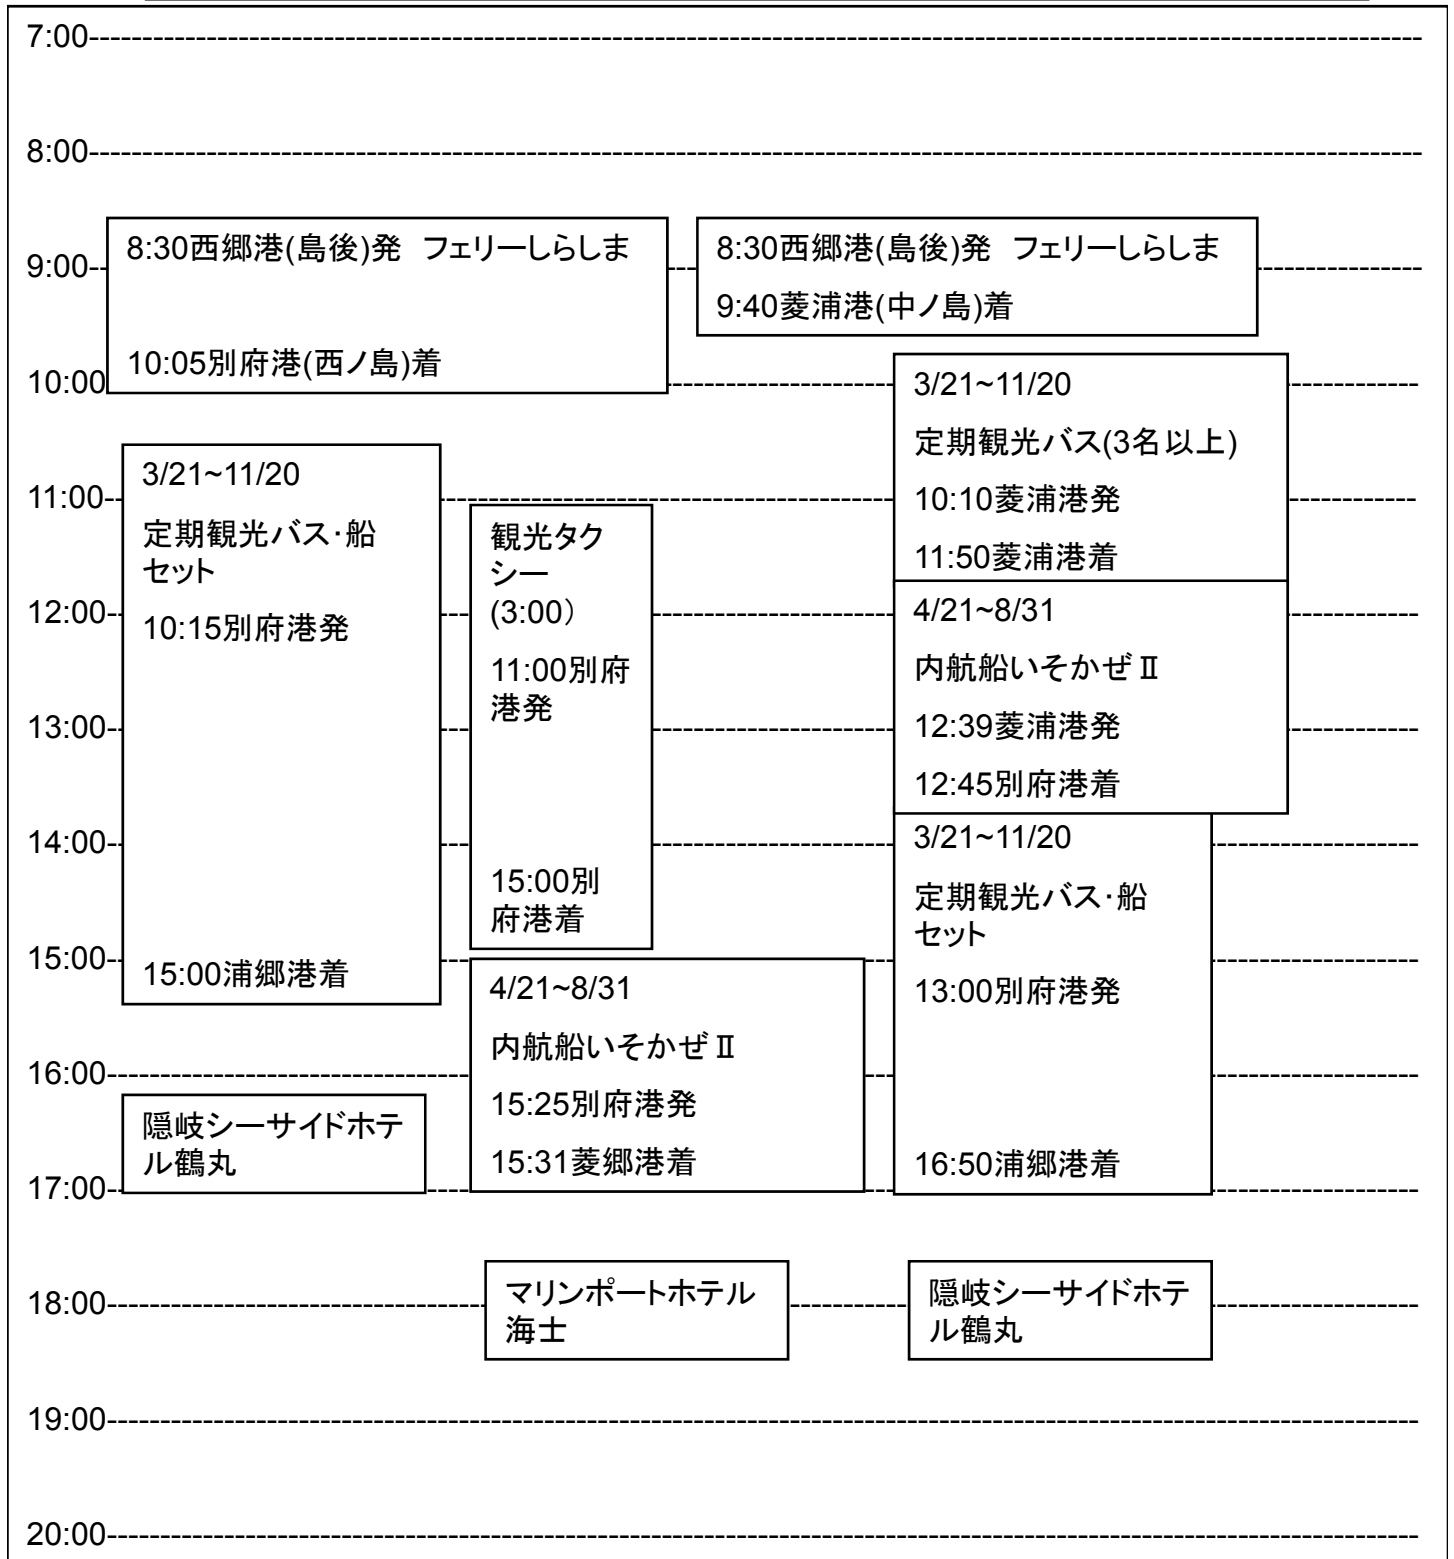 7:00
8:00
8:30西郷港(島後)発　フェリーしらしま
10:05別府港(西ノ島)着
8:30西郷港(島後)発　フェリーしらしま
9:40菱浦港(中ノ島)着
9:00
10:00
3/21~11/20
定期観光バス・船
セット
10:15別府港発
15:00浦郷港着
11:00
観光タク
シー
(3:00）
11:00別府
港発
15:00別
府港着
3/21~11/20
定期観光バス(3名以上)
10:10菱浦港発
11:50菱浦港着
12:00
4/21~8/31
内航船いそかぜⅡ
12:39菱浦港発
12:45別府港着
13:00
14:00
3/21~11/20
定期観光バス・船
セット
13:00別府港発
16:50浦郷港着
15:00
4/21~8/31
内航船いそかぜⅡ
15:25別府港発
15:31菱郷港着
16:00
隠岐シーサイドホテ
ル鶴丸
17:00
マリンポートホテル
海士
隠岐シーサイドホテ
ル鶴丸
18:00
19:00
20:00